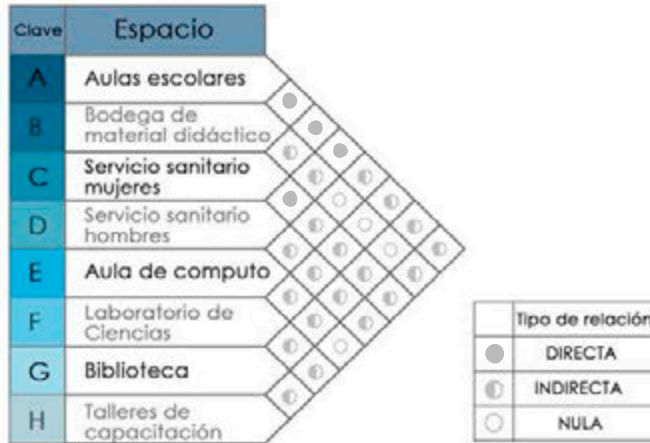 Clave Espacio
A Aulas escolares
B Bodega de
material didáctico
C Servicio sanitario
mujeres
D Servicio sanitario
hombres
E Aula de computo
F Laboratorio de
Ciencias
G Biblioteca
H Talleres de
capacitación
Tipo de relación
DIRECTA
INDIRECTA
NULA